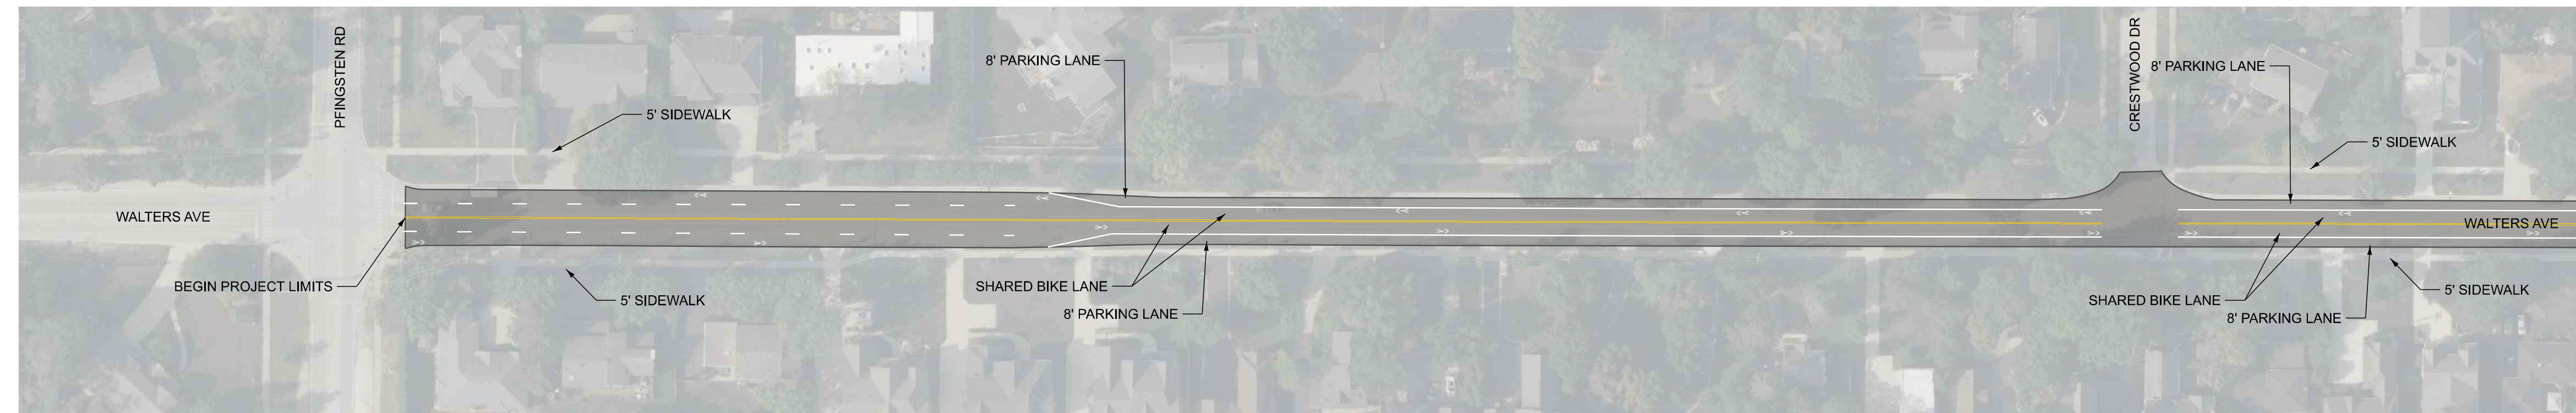 PFINGSTEN RD
CRESTWOOD DR
8' PARKING LANE
8' PARKING LANE
5' SIDEWALK
5' SIDEWALK
WALTERS AVE
WALTERS AVE
BEGIN PROJECT LIMITS
SHARED BIKE LANE
5' SIDEWALK
5' SIDEWALK
SHARED BIKE LANE
8' PARKING LANE
8' PARKING LANE